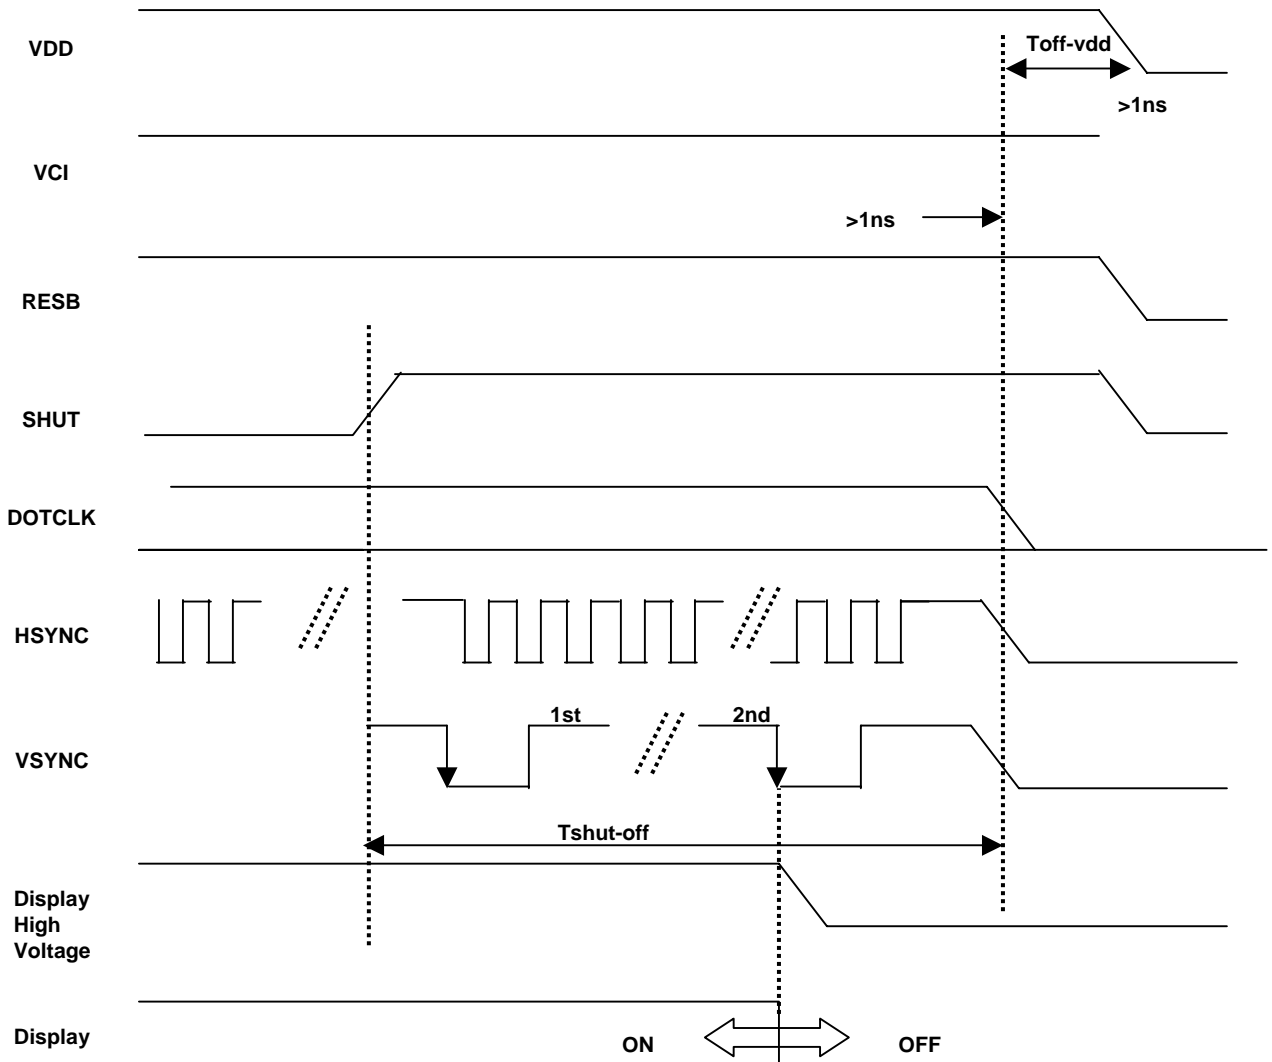 VDD
Toff-vdd
>1ns
VCI
>1ns
RESB
SHUT
DOTCLK
HSYNC
VSYNC
1st
2nd
Tshut-off
Display
High
Voltage
Display
ON
OFF